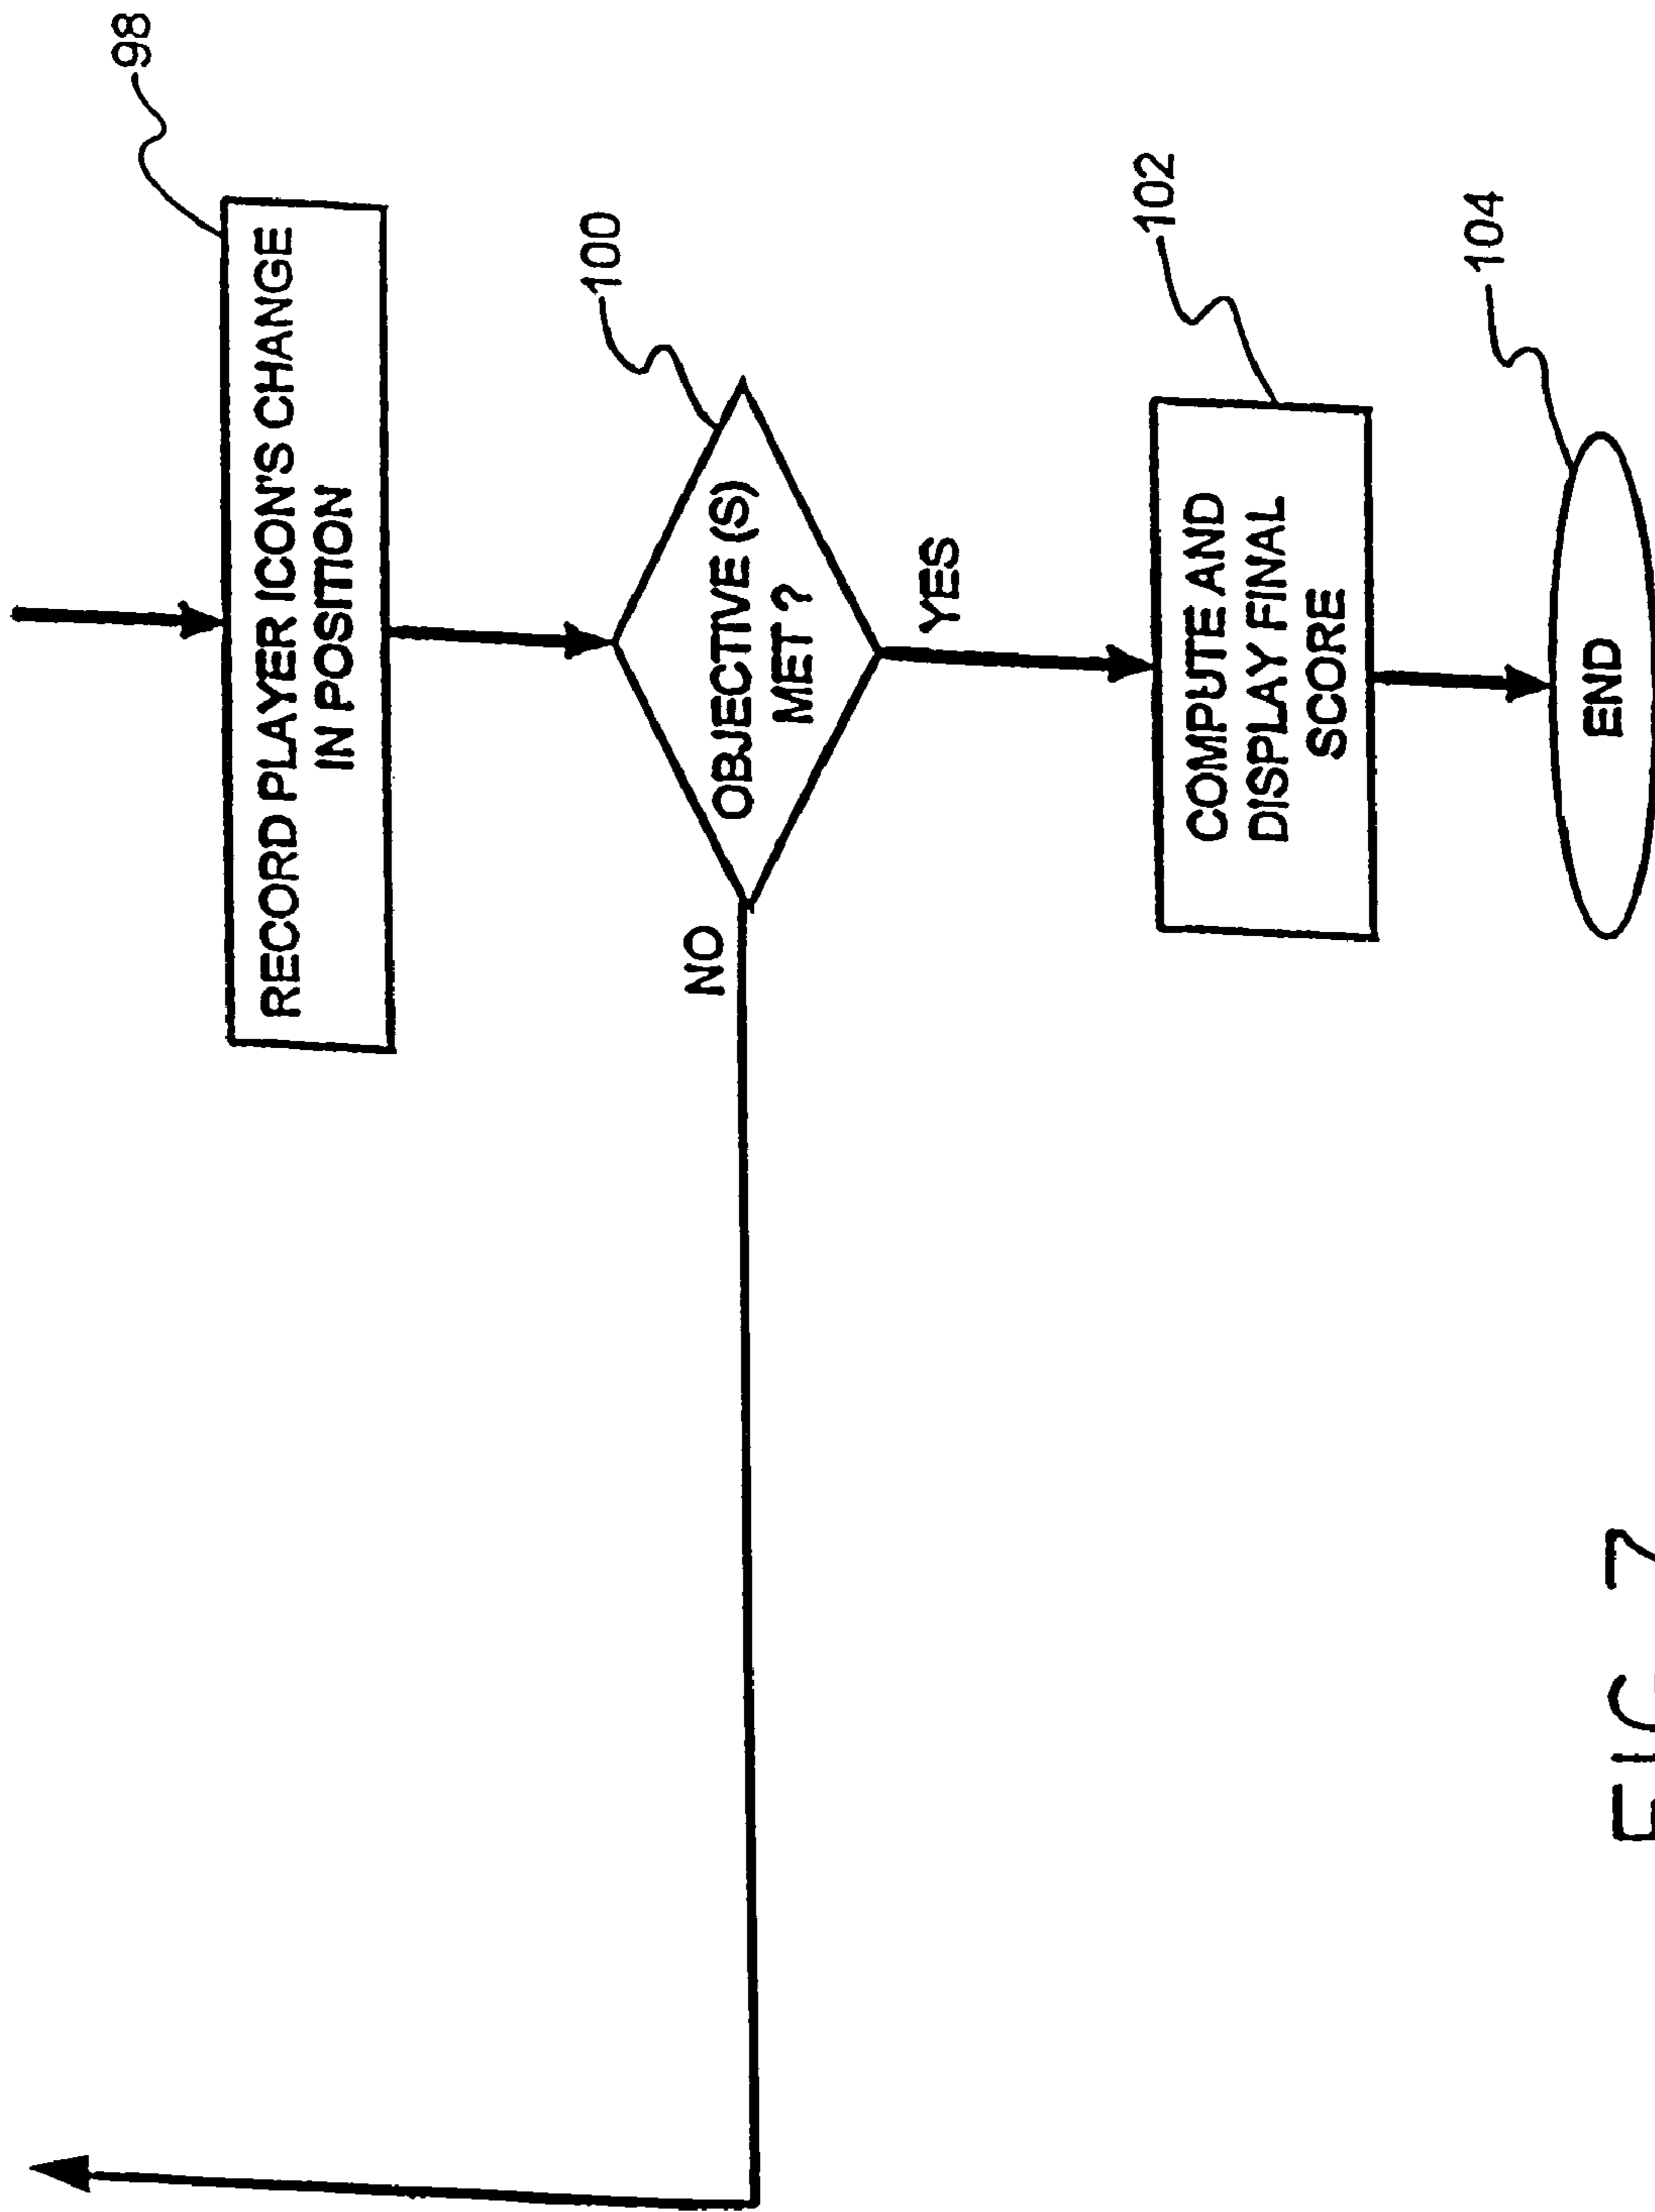 98
RECORD PLAYER ICON'S CHANGE
IN POSITION
100
OBJECTIVE (S)
MET ?
NO
YES
102
COMPUTE AND
DISPLAY FINAL
SCORE
104
END
FIG 7